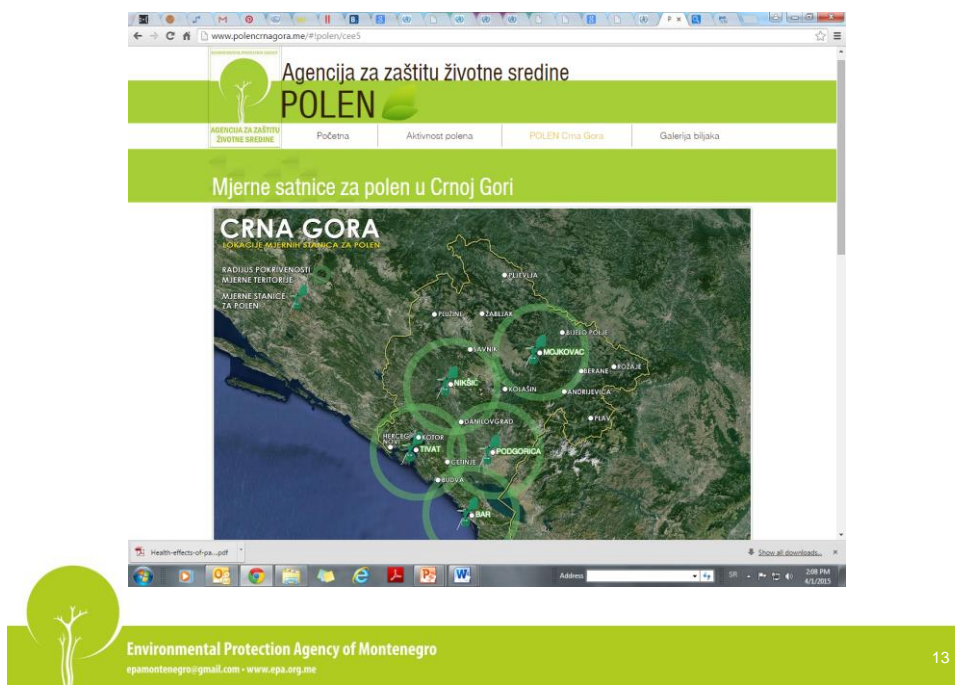 www.polencrnagora.me/#!polen/cee5
Agencija za zaštitu životne sredine
POLEN
AGENCIJA ZA ZAŠTITU
ŽIVOTNE SREDINE
Početna
Aktivnost polena
POLEN Crna Gora
Galerija biljaka
Mjerne satnice za polen u Crnoj Gori
CRNA GORA
LOKACIJE MJERNIH STANICA ZA POLEN
RADIJUS POKRIVENOSTI
MJERNE TERITORIJE
MJERNE STANICE
ZA POLEN
PLJEVLJA
PLUŽINE
ŽABLJAK
BIJELO POLJE
ŠAVNIK
MOJKOVAC
BERANE
ROŽAJE
NIKŠIĆ
KOLAŠIN
ANDRIJEVICA
DANILOVGRAD
PLAV
HERCEG
NOVI
KOTOR
TIVAT
PODGORICA
CETINJE
BUDVA
BAR
Health-effects-of-pa....pdf
Show all downloads...
Address
SR
2:08 PM
4/1/2015
Environmental Protection Agency of Montenegro
epamontenegro@gmail.com • www.epa.org.me
13